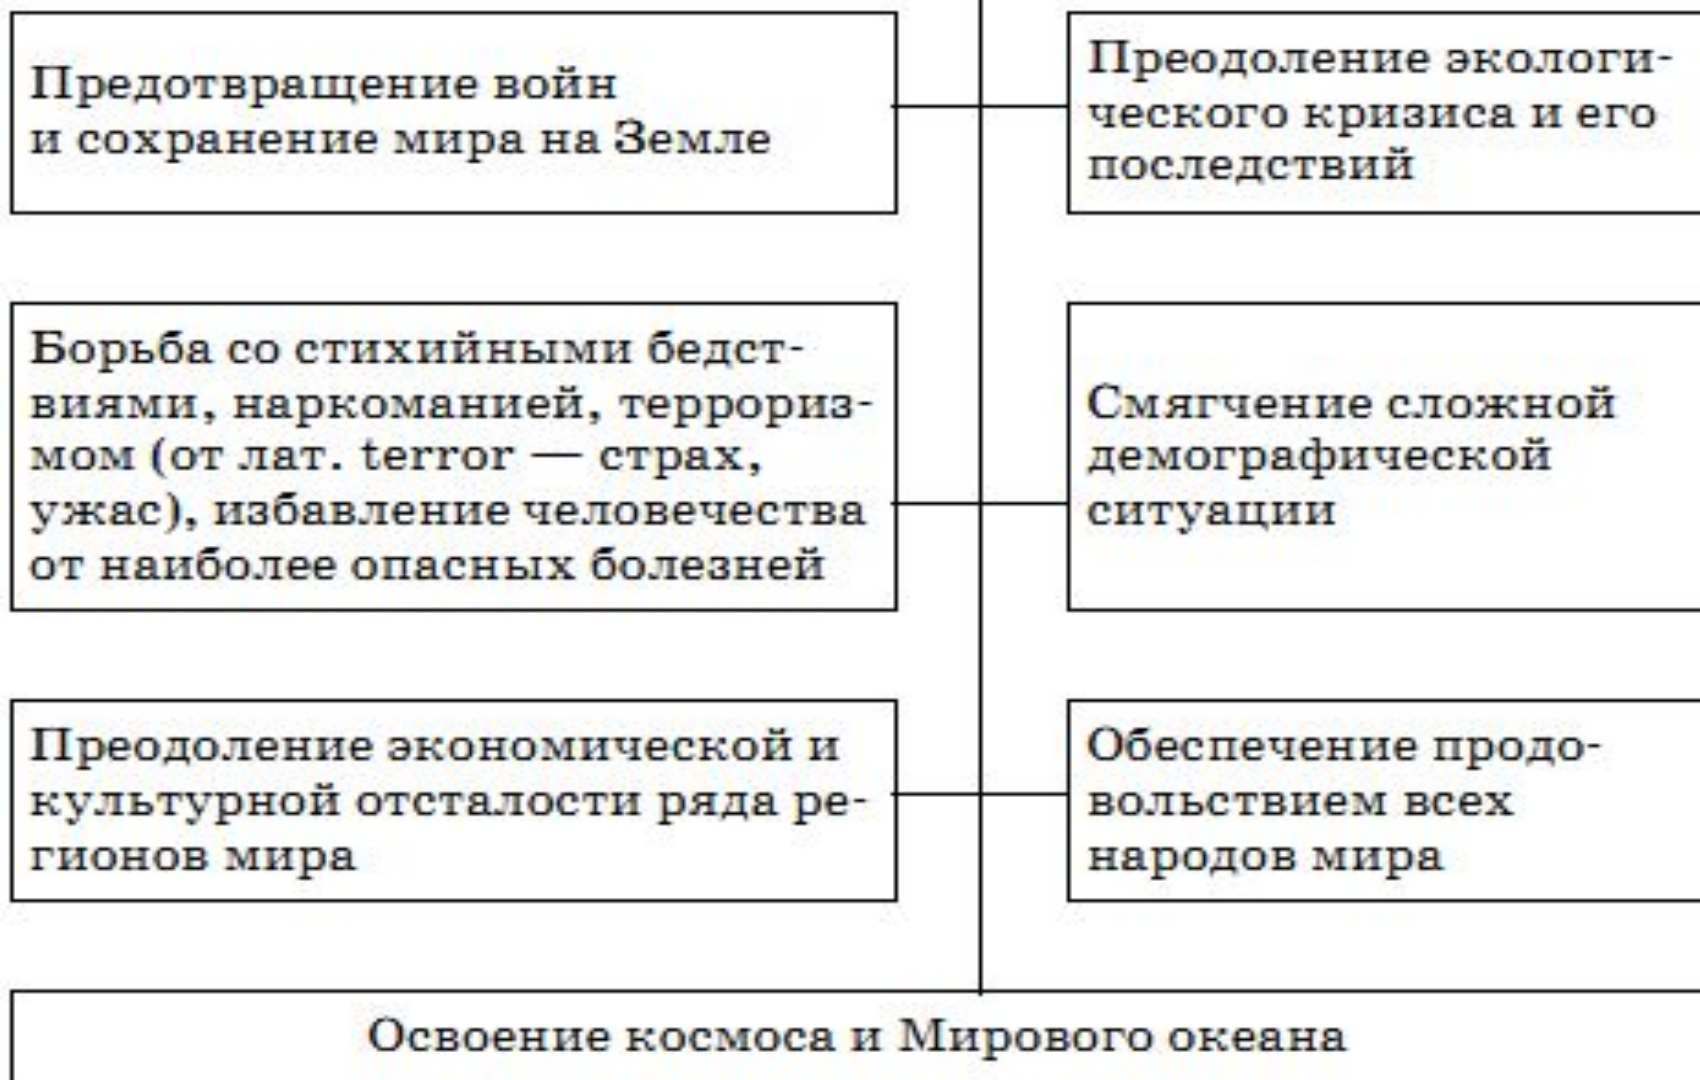 Предотвращение войн
и сохранение мира на Земле
Преодоление экологи-
ческого кризиса и его
последствий
Борьба со стихийными бедст-
виями, наркоманией, терророриз-
мом (от лат. terror — страх,
ужас), избавление человечества
от наиболее опасных болезней
Смягчение сложной
демографической
ситуации
Преодоление экономической и
культурной отсталости ряда ре-
гионов мира
Обеспечение продо-
вольствием всех
народов мира
Освоение космоса и Мирового океана